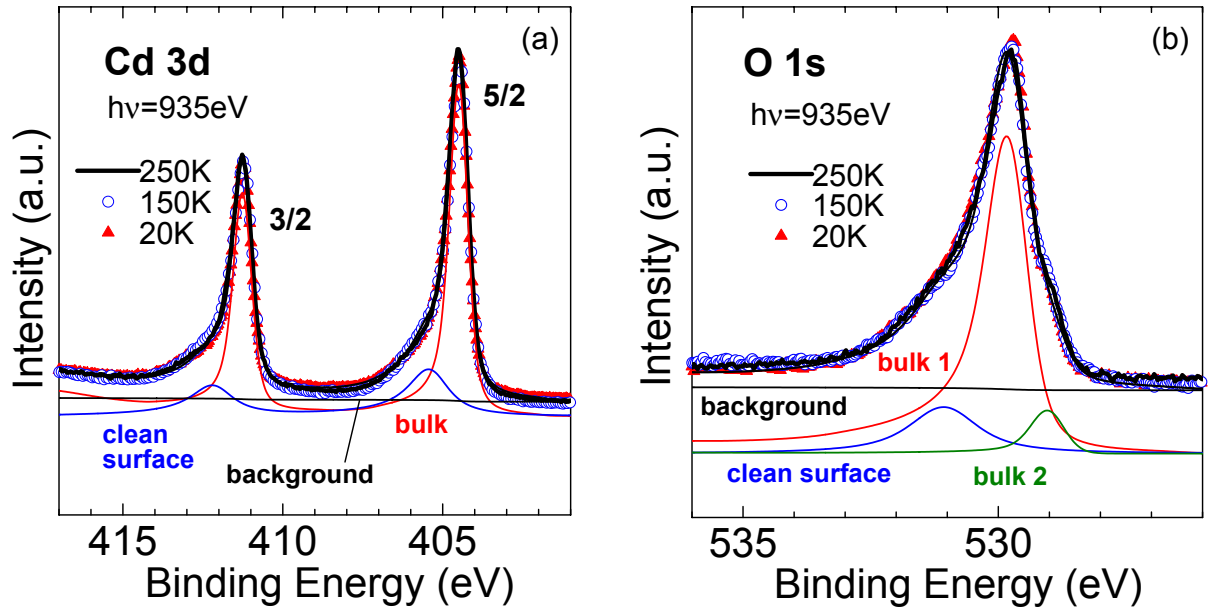 (a)
Cd 3d
hν=935eV
5/2
250K
150K
20K
3/2
clean
surface
background
bulk
Intensity (a.u.)
415
410
405
Binding Energy (eV)
(b)
O 1s
hν=935eV
250K
150K
20K
bulk 1
background
clean surface
bulk 2
Intensity (a.u.)
535
530
Binding Energy (eV)